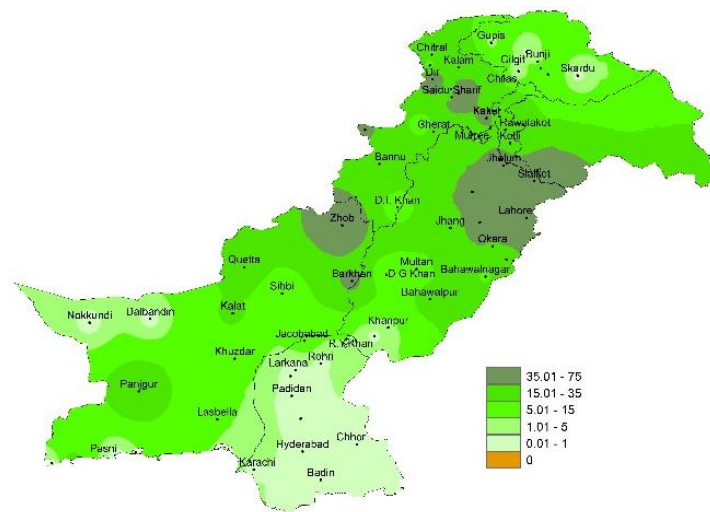 Gupis
Chitral
Bunji
Gilgit
Kalam
Skardu
Dir
Chilas
Saidu Sharif
Kakul
Gherat
Rawalakot
Murree
Kotli
Bannu
Jhelum
Sialkot
D.I. Khan
Zhob
Lahore
Jhang
Okara
Quetta
Multan
Barkhan
D G Khan
Bahawalnagar
Sibbi
Bahawalpur
Nokkundi
Dalbandin
Kalat
Khanpur
Jacobabad
R.Y.Khan
Khuzdar
Rohri
Larkana
Panjgur
Padidan
Lasbella
Chhor
Pasni
Hyderabad
Karachi
Badin
35.01 - 75
15.01 - 35
5.01 - 15
1.01 - 5
0.01 - 1
0